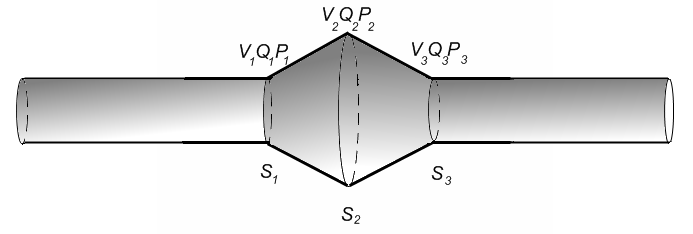 V₂Q₂P₂
V₁Q₁P₁
V₃Q₃P₃
S₁
S₃
S₂